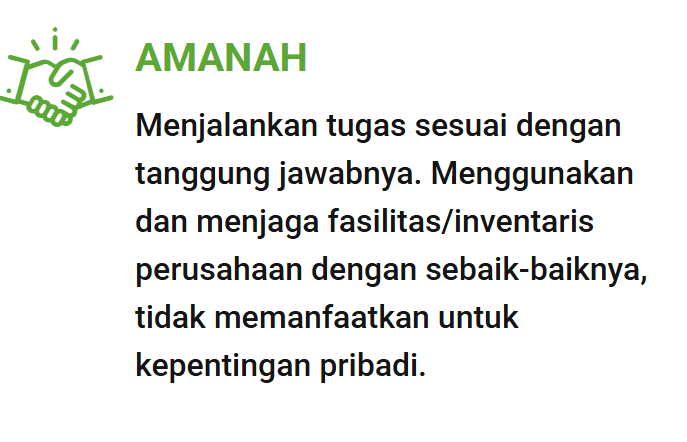 AMANAH
Menjalankan tugas sesuai dengan
tanggung jawabnya. Menggunakan
dan menjaga fasilitas/inventaris
perusahaan dengan sebaik-baiknya,
tidak memanfaatkan untuk
kepentingan pribadi.